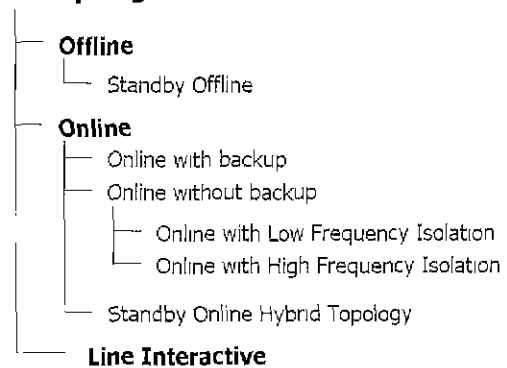 Offline
Standby Offline
Online
Online with backup
Online without backup
Online with Low Frequency Isolation
Online with High Frequency Isolation
Standby Online Hybrid Topology
Line Interactive